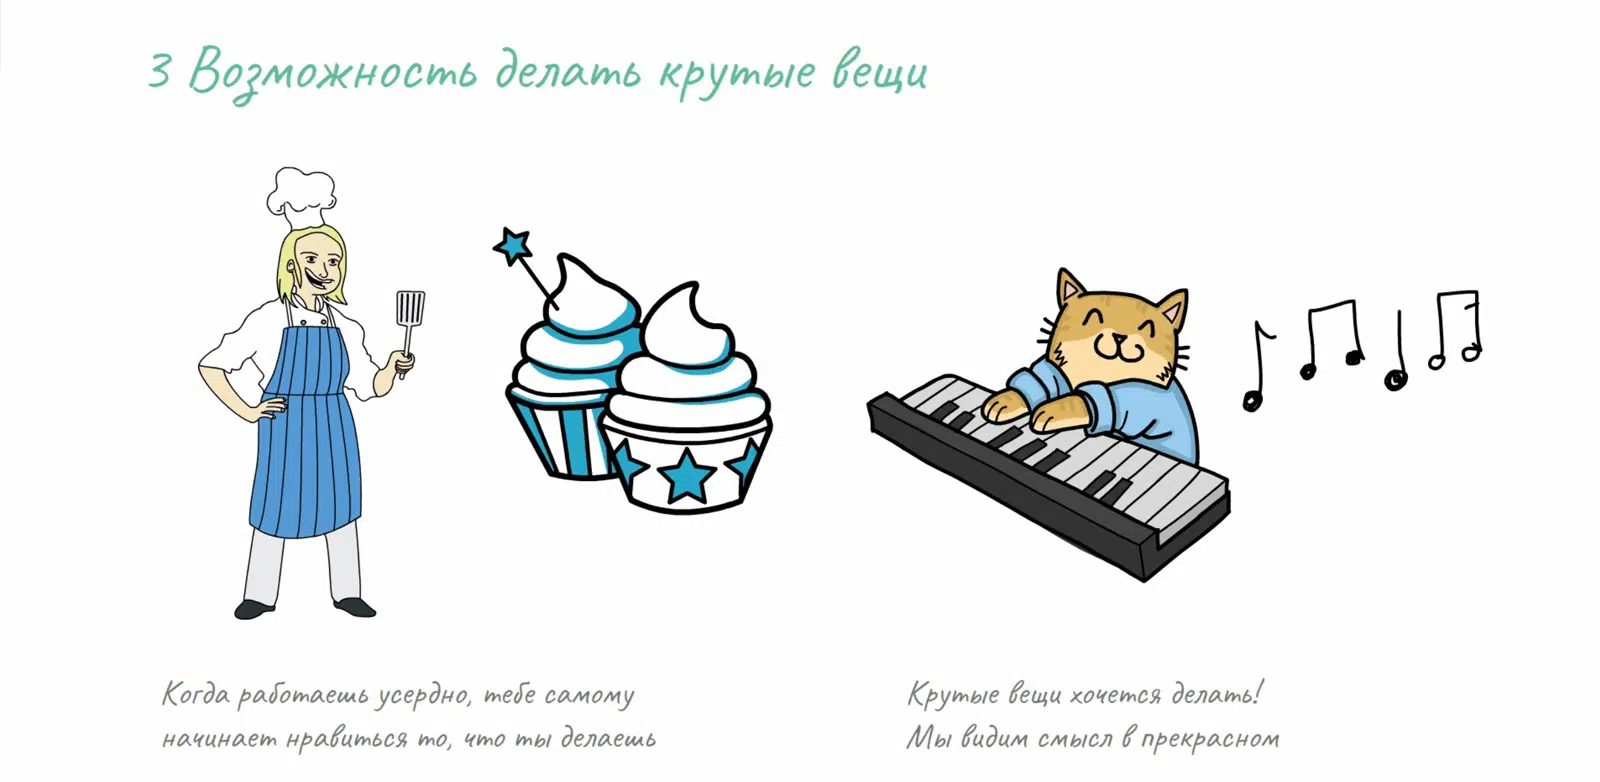 3 Возможность делать крутые вещи
Когда работаешь усердно, тебе самому
начинает нравиться то, что ты делаешь
Крутые вещи хочется делать!
Мы видим смысл в прекрасном